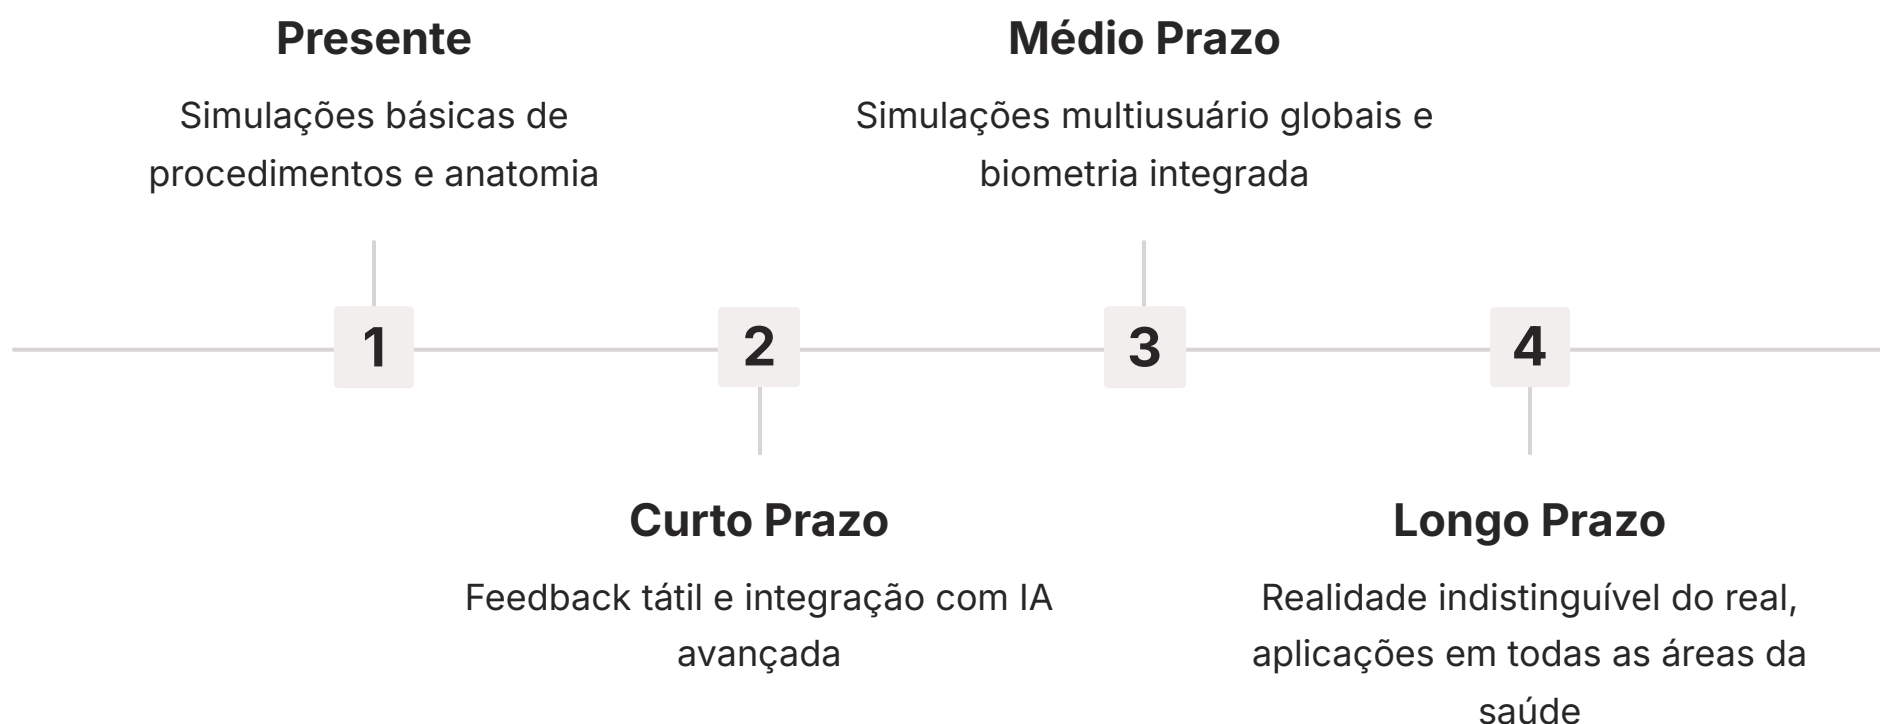 Presente
Simulações básicas de
procedimentos e anatomia
Médio Prazo
Simulações multiusuário globais e
biometria integrada
1
2
3
4
Curto Prazo
Feedback tátil e integração com IA
avançada
Longo Prazo
Realidade indistinguível do real,
aplicações em todas as áreas da
saúde